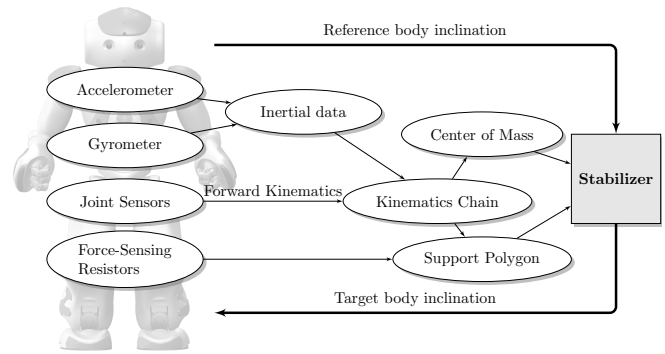 Reference body inclination
Accelerometer
Inertial data
Gyrometer
Center of Mass
Stabilizer
Forward Kinematics
Joint Sensors
Kinematics Chain
Force-Sensing
Resistors
Support Polygon
Target body inclination